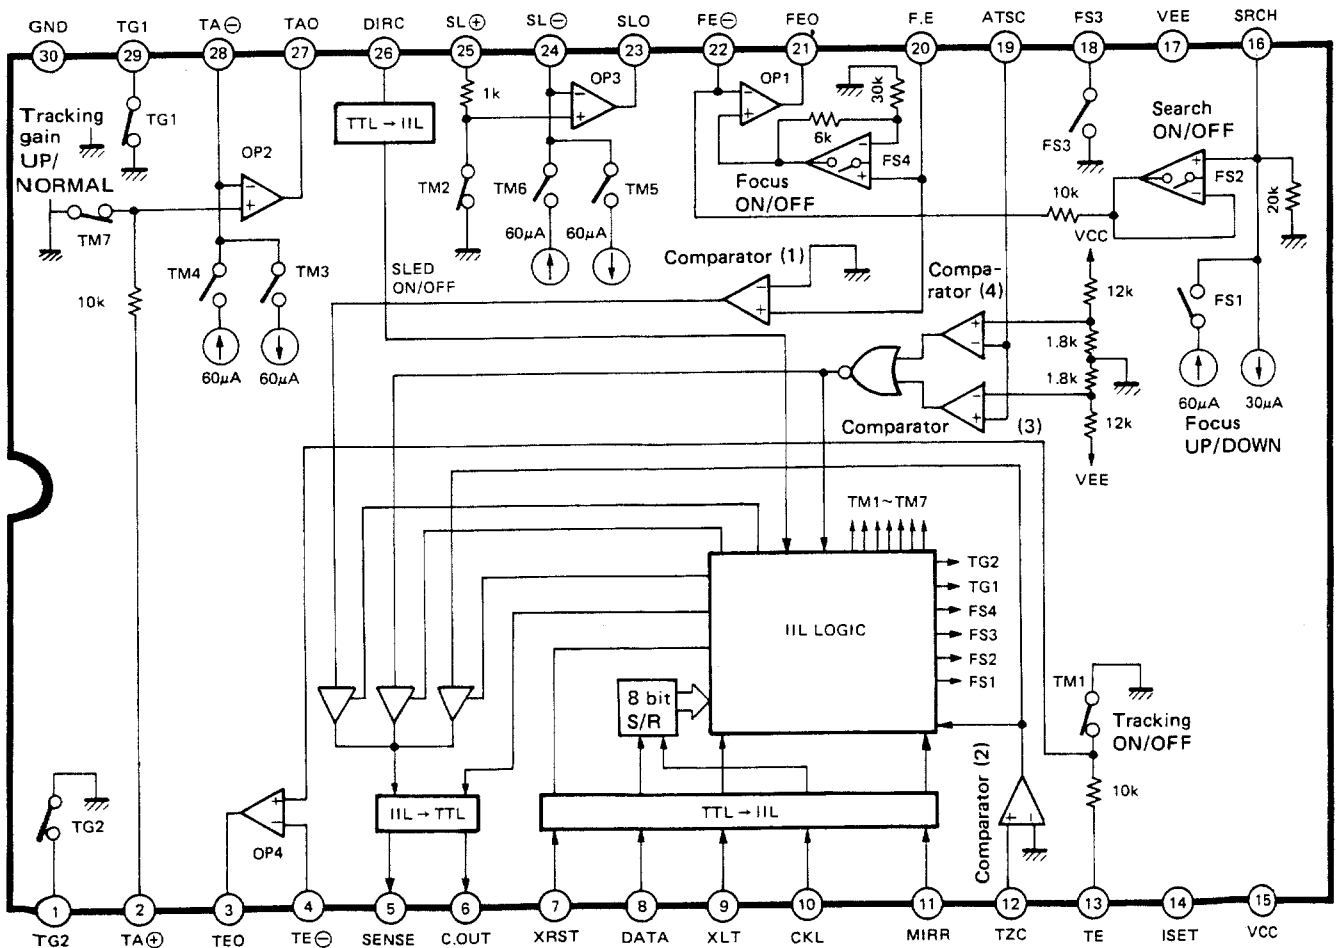 GND TG1 TA⊖ TAO DIRC SL⊕ SL⊖ SLO FE⊖ FEO F.E ATSC FS3 VEE SRCH
30 29 28 27 26 25 24 23 22 21 20 19 18 17 16
Tracking
gain
UP/
NORMAL
TG1
OP2
TTL→IIL
1k
OP3
OP1
30k
6k
FS4
Focus
ON/OFF
FS3
Search
ON/OFF
FS2
20k
10k
TM7
10k
TM4
TM3
60μA
60μA
SLED
ON/OFF
TM2
TM6
TM5
60μA
60μA
Comparator (1)
Compa-
rator (4)
VCC
12k
1.8k
1.8k
12k
VEE
FS1
60μA
30μA
Focus
UP/DOWN
Comparator (3)
TM1~TM7
IIL LOGIC
TG2
TG1
FS4
FS3
FS2
FS1
8 bit
S/R
TM1
Tracking
ON/OFF
10k
Comparator (2)
TG2
OP4
IIL→TTL
TTL→IIL
1 2 3 4 5 6 7 8 9 10 11 12 13 14 15
TG2 TA⊕ TEO TE⊖ SENSE C.OUT XRST DATA XLT CKL MIRR TZC TE ISET VCC